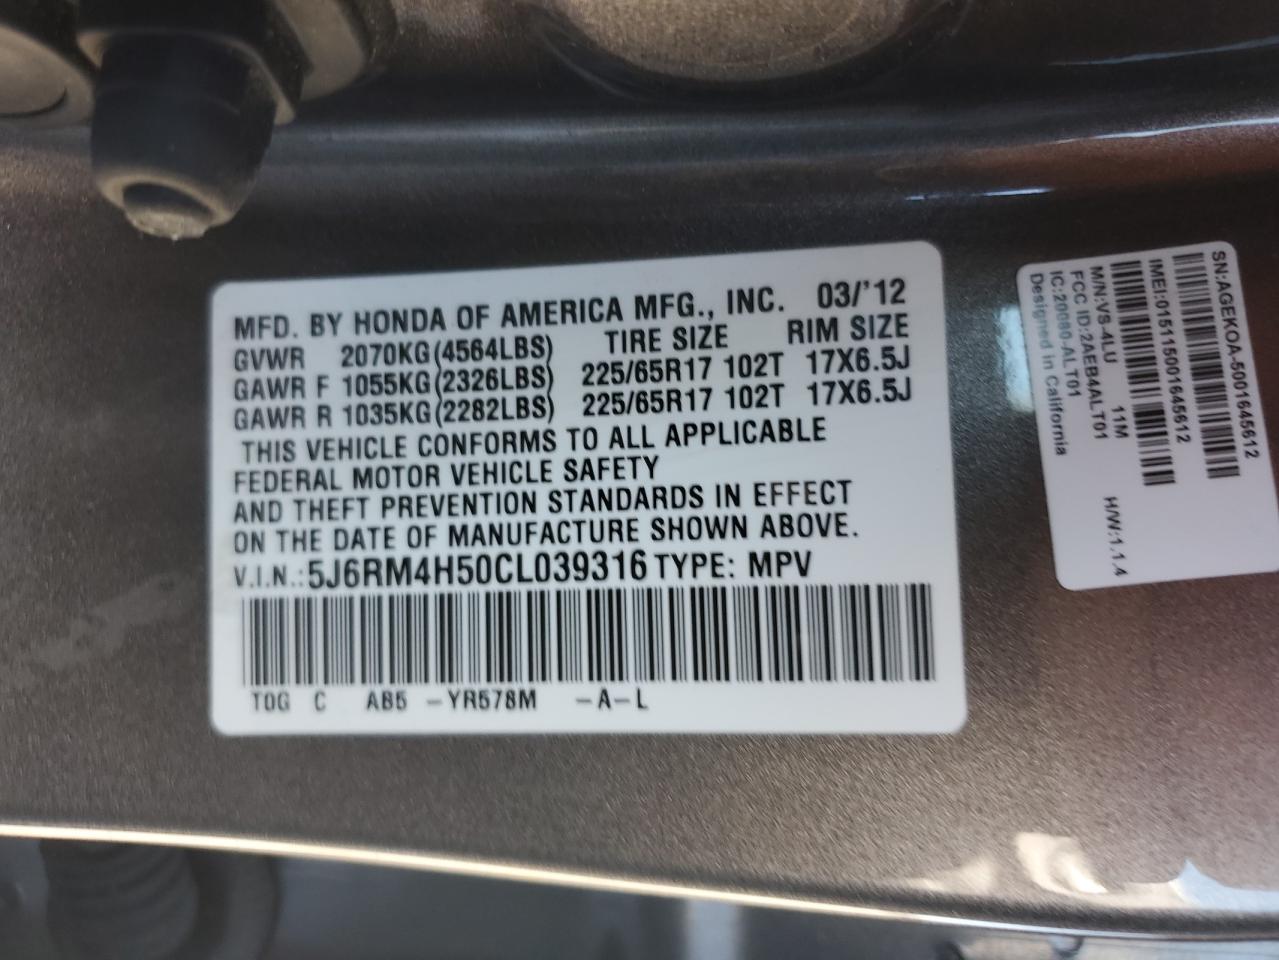 MFD. BY HONDA OF AMERICA MFG., INC. 03/'12
GVWR 2070KG(4564LBS) TIRE SIZE RIM SIZE
GAWR F 1055KG(2326LBS) 225/65R17 102T 17X6.5J
GAWR R 1035KG(2282LBS) 225/65R17 102T 17X6.5J
THIS VEHICLE CONFORMS TO ALL APPLICABLE
FEDERAL MOTOR VEHICLE SAFETY
AND THEFT PREVENTION STANDARDS IN EFFECT
ON THE DATE OF MANUFACTURE SHOWN ABOVE.
V.I.N.: 5J6RM4H50CL039316 TYPE: MPV
TDG C AB5 -YR578M -A-L
SN:AGEKOA-5001645612
IMEI:015115001645612
M/N:VS-4LU 11M H/W:1.1.4
FCC ID:2AEB4ALT01
IC:20080-ALT01
Designed in California